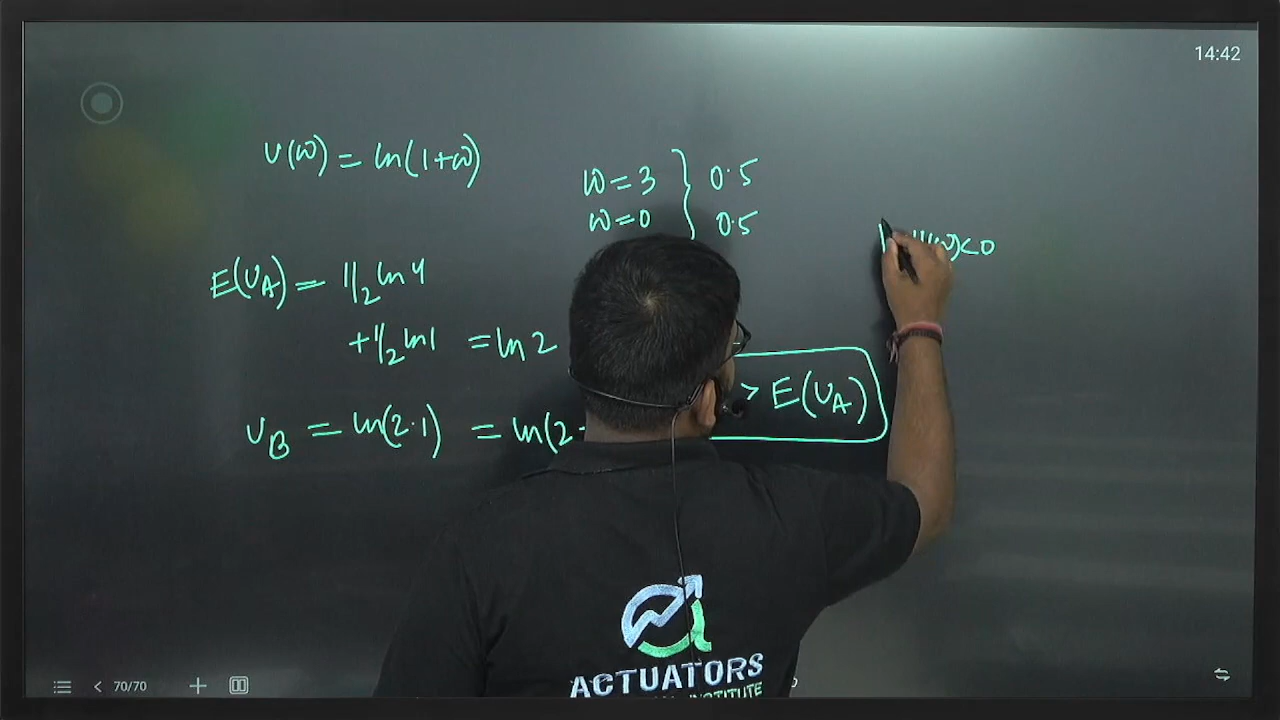 14:42
U(W) = ln(1+W)
W = 3 } 0.5
W = 0 } 0.5
(W) < 0
E(U_A) = 1/2 ln 4
+ 1/2 ln 1 = ln 2
> E(U_A)
U_B = ln(2.1) = ln(2.
ACTUATORS
INSTITUTE
70/70